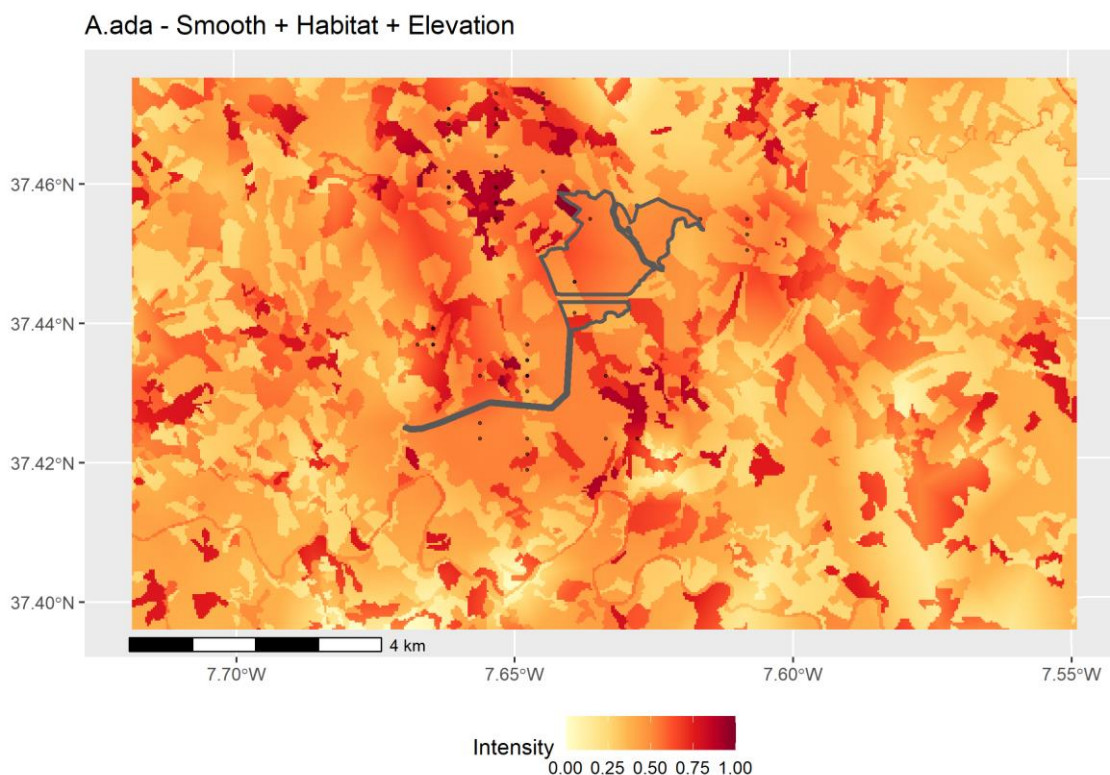 A.ada - Smooth + Habitat + Elevation
37.46°N
37.44°N
37.42°N
37.40°N
4 km
7.70°W
7.65°W
7.60°W
7.55°W
Intensity
0.00 0.25 0.50 0.75 1.00